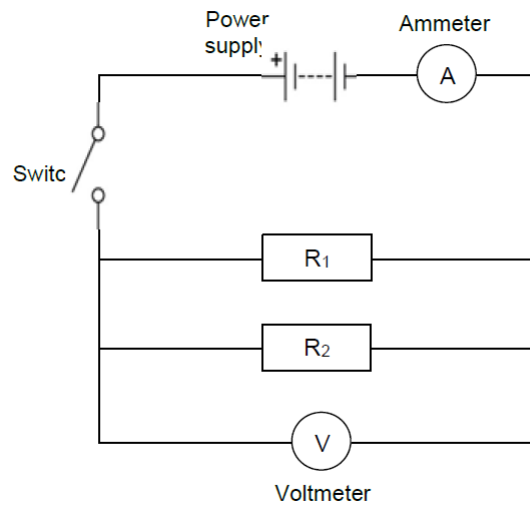 Power
supply
Ammeter
+
A
Switc
R1
R2
V
Voltmeter